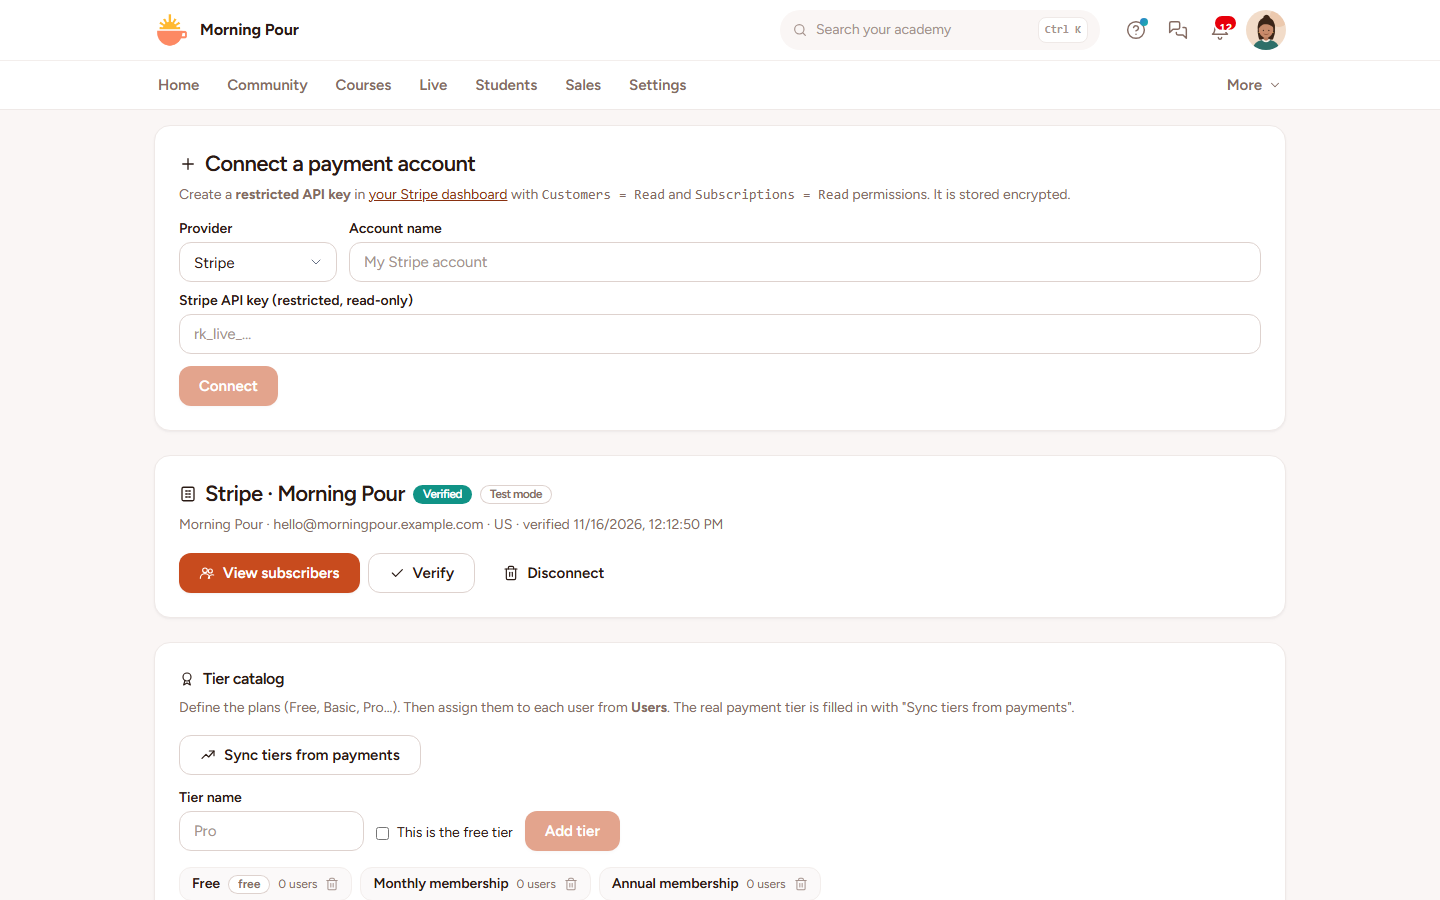 Morning Pour
Search your academy
Ctrl K
12
Home
Community
Courses
Live
Students
Sales
Settings
More
Connect a payment account
Create a restricted API key in your Stripe dashboard with Customers = Read and Subscriptions = Read permissions. It is stored encrypted.
Provider
Account name
Stripe
My Stripe account
Stripe API key (restricted, read-only)
rk_live_...
Connect
Stripe · Morning Pour
Verified
Test mode
Morning Pour · hello@morningpour.example.com · US · verified 11/16/2026, 12:12:50 PM
View subscribers
Verify
Disconnect
Tier catalog
Define the plans (Free, Basic, Pro...). Then assign them to each user from Users. The real payment tier is filled in with "Sync tiers from payments".
Sync tiers from payments
Tier name
Pro
This is the free tier
Add tier
Free free 0 users
Monthly membership 0 users
Annual membership 0 users